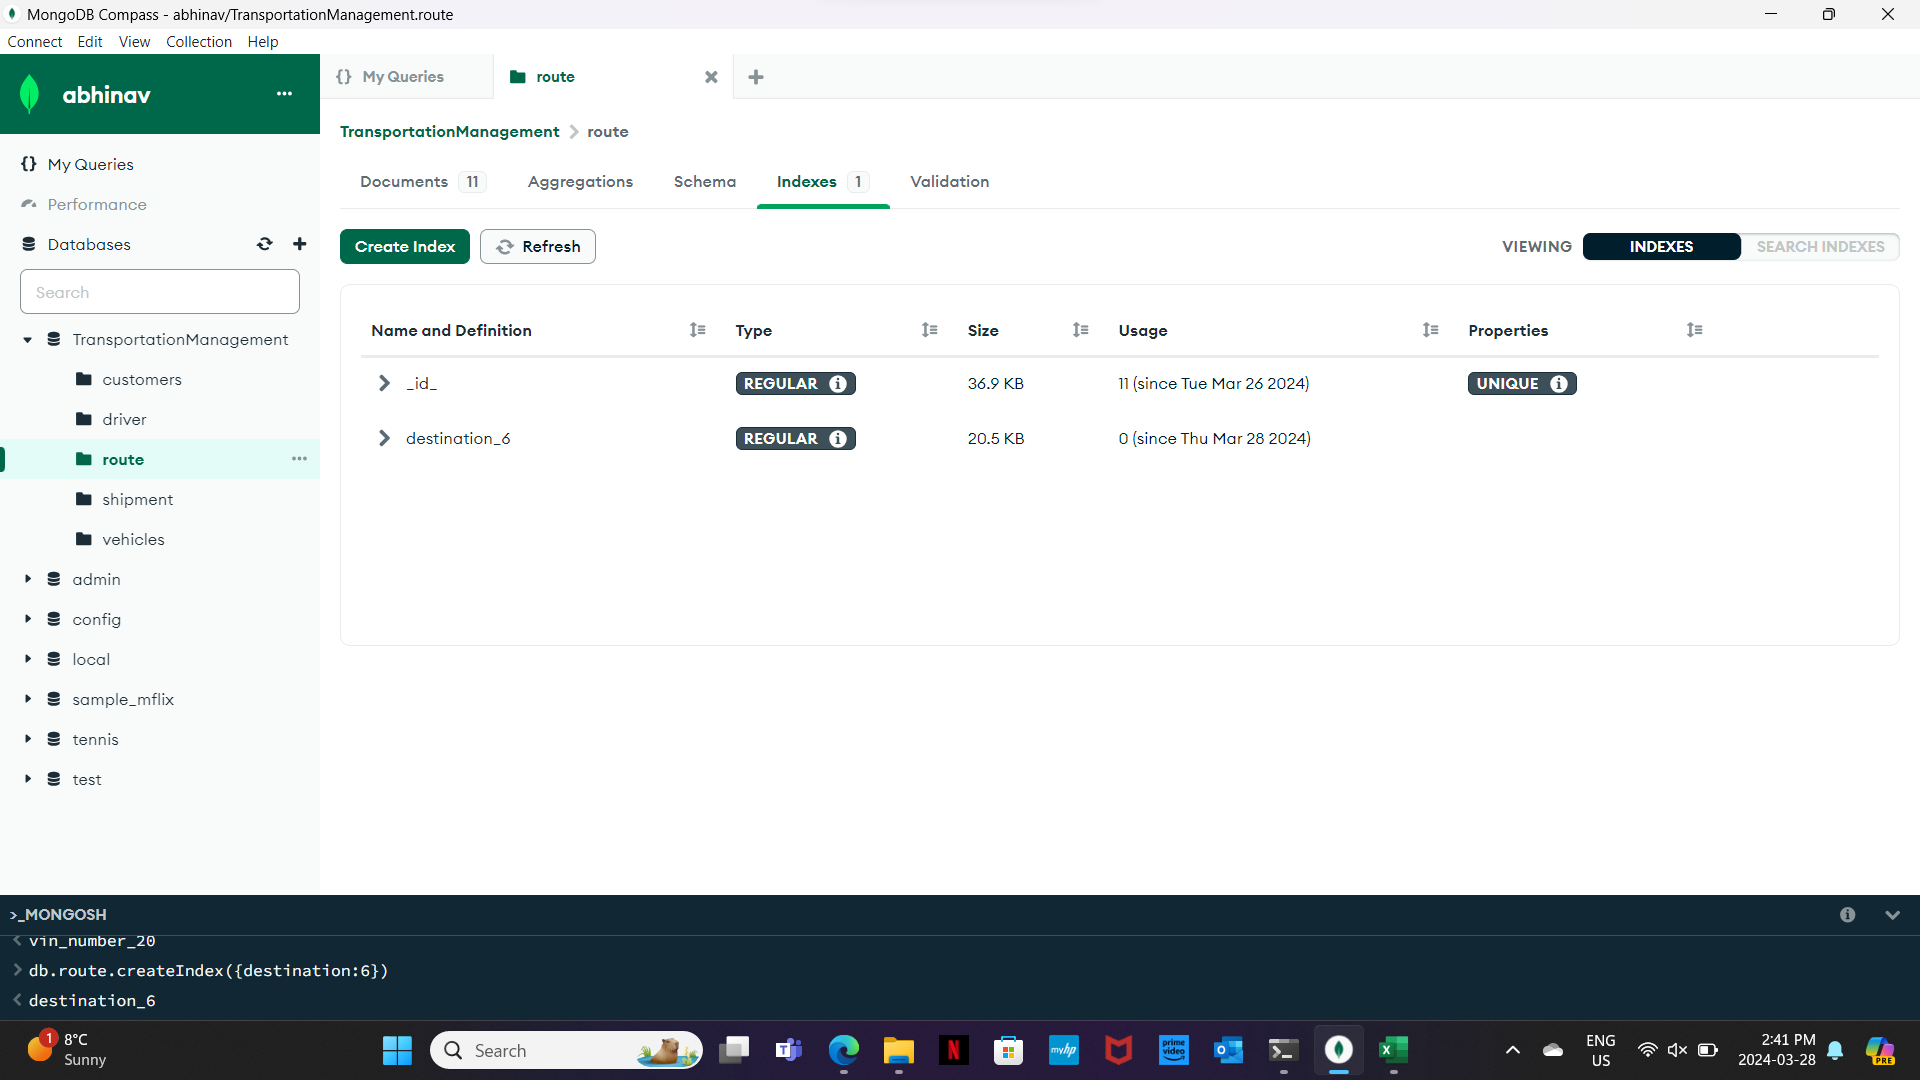 MongoDB Compass - abhinav/TransportationManagement.route
Connect Edit View Collection Help
abhinav
My Queries
route
TransportationManagement > route
My Queries
Performance
Databases
Search
TransportationManagement
customers
driver
route
shipment
vehicles
admin
config
local
sample_mflix
tennis
test
Documents 11 Aggregations Schema Indexes 1 Validation
Create Index Refresh VIEWING INDEXES SEARCH INDEXES
Name and Definition Type Size Usage Properties
_id_ REGULAR 36.9 KB 11 (since Tue Mar 26 2024) UNIQUE
destination_6 REGULAR 20.5 KB 0 (since Thu Mar 28 2024)
>_MONGOSH
< vin_number_20
> db.route.createIndex({destination:6})
< destination_6
1
8°C
Sunny
Search
T
N
myhp
prime video
ENG
US
2:41 PM
2024-03-28
PRE